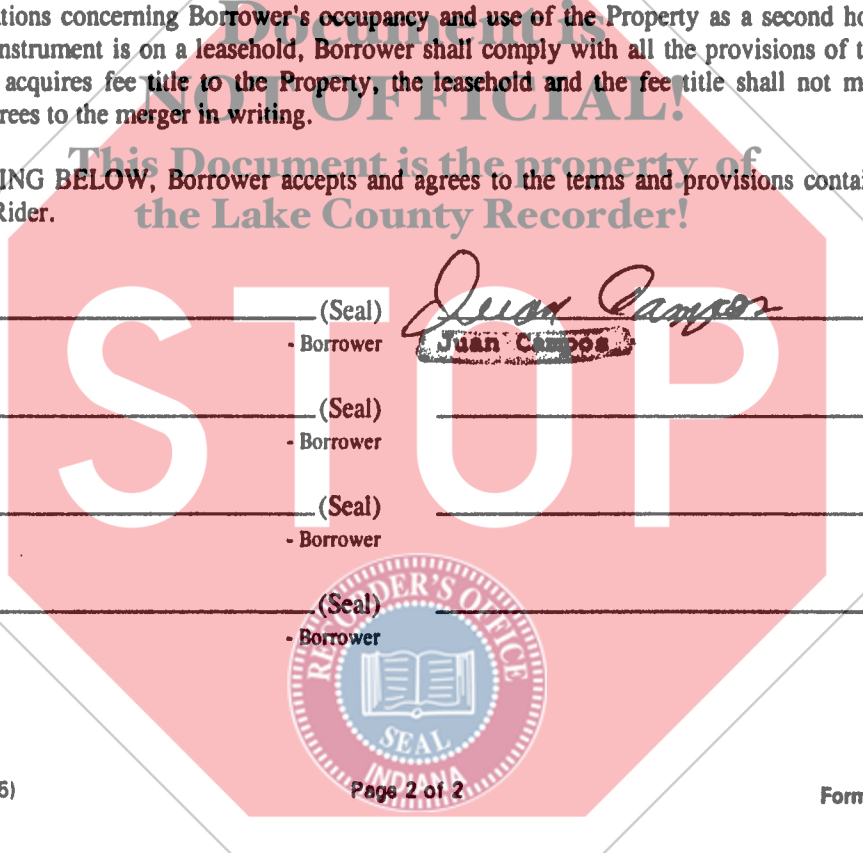 ations concerning Borrower's occupancy and use of the Property as a second ho
Document is
nstrument is on a leasehold, Borrower shall comply with all the provisions of t
acquires fee title to the Property, the leasehold and the fee title shall not m
NOT OFFICIAL!
rees to the merger in writing.
This Document is the property of
ING BELOW, Borrower accepts and agrees to the terms and provisions contai
Rider.
the Lake County Recorder!
(Seal) Juan Campos
- Borrower Juan Campos
(Seal)
- Borrower
STOP
(Seal)
- Borrower
RECORDER'S OFFICE
(Seal)
- Borrower
SEAL
INDIANA
5) Page 2 of 2 Form